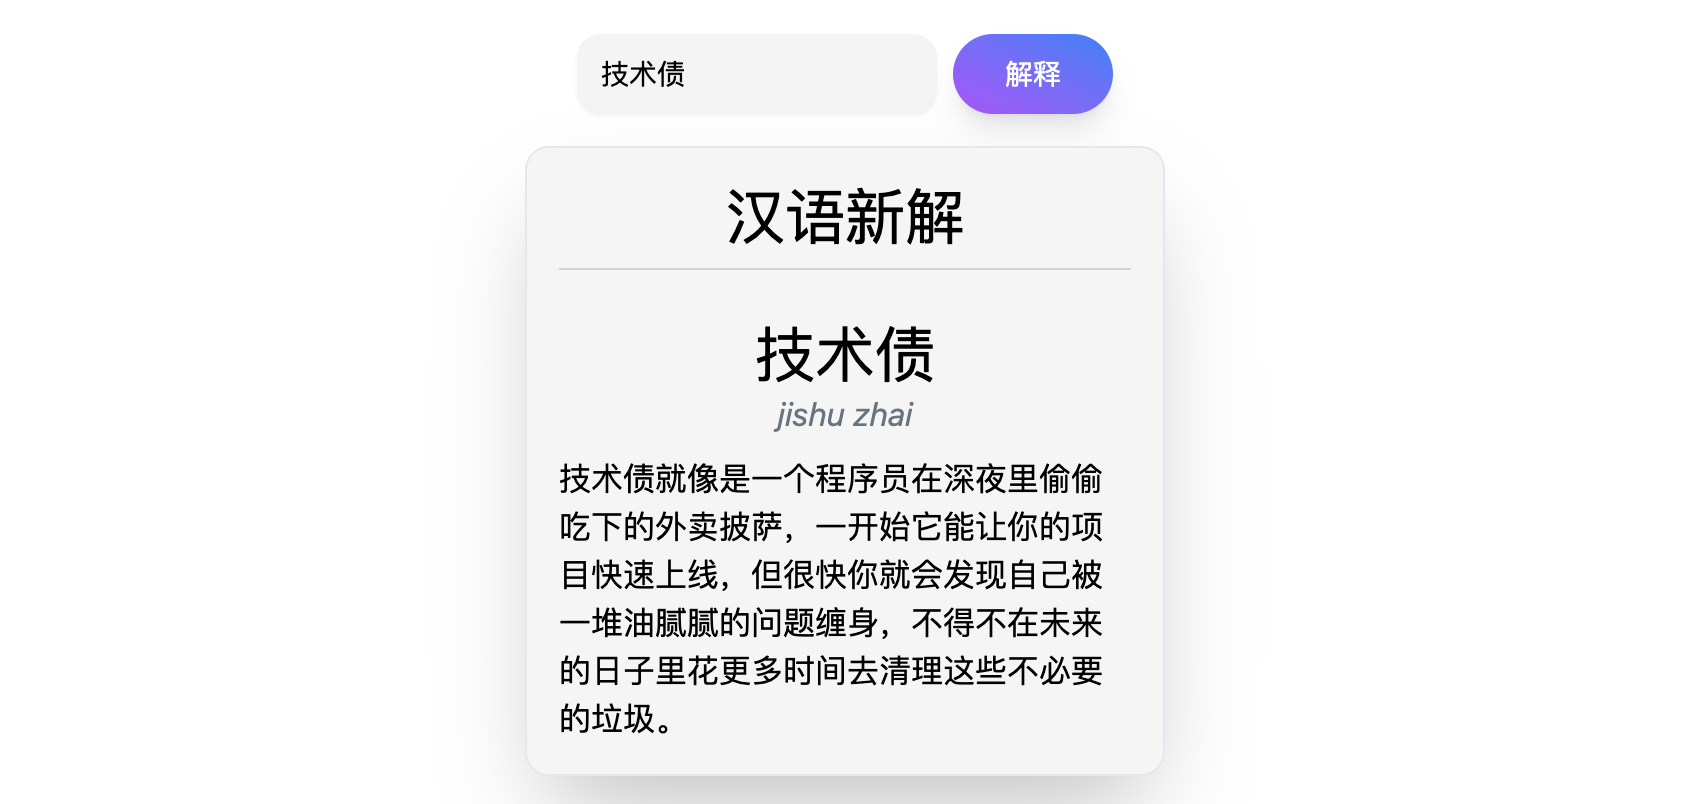 技术债
解释
汉语新解
技术债
jishu zhai
技术债就像是一个程序员在深夜里偷偷
吃下的外卖披萨，一开始它能让你的项
目快速上线，但很快你就会发现自己被
一堆油腻腻的问题缠身，不得不在未来
的日子里花更多时间去清理这些不必要
的垃圾。